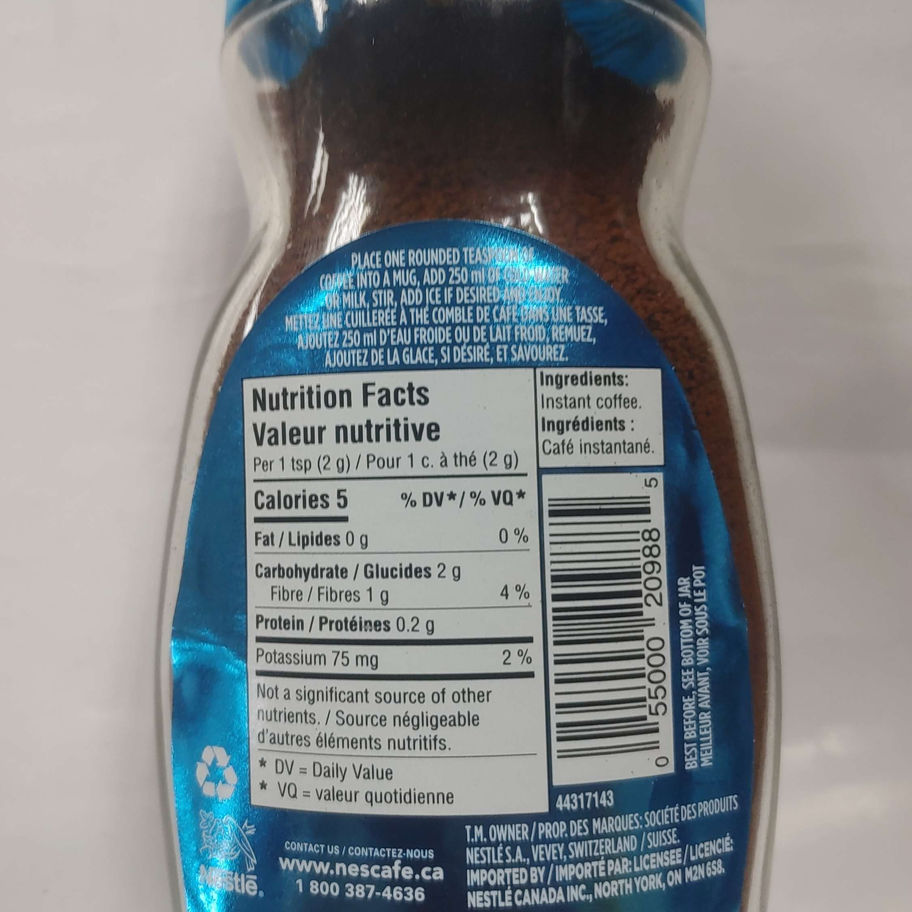 PLACE ONE ROUNDED TEASPOON OF
COFFEE INTO A MUG, ADD 250 ml OF COLD WATER
OR MILK, STIR, ADD ICE IF DESIRED AND ENJOY.
METTEZ UNE CUILLERÉE À THÉ COMBLE DE CAFÉ DANS UNE TASSE,
AJOUTEZ 250 ml D'EAU FROIDE OU DE LAIT FROID, REMUEZ,
AJOUTEZ DE LA GLACE, SI DÉSIRÉ, ET SAVOUREZ.
Nutrition Facts
Valeur nutritive
Per 1 tsp (2 g) / Pour 1 c. à thé (2 g)
Calories 5 % DV*/% VQ*
Fat / Lipides 0 g 0 %
Carbohydrate / Glucides 2 g
Fibre / Fibres 1 g 4 %
Protein / Protéines 0.2 g
Potassium 75 mg 2 %
Not a significant source of other
nutrients. / Source négligeable
d'autres éléments nutritifs.
* DV = Daily Value
* VQ = valeur quotidienne
Ingredients:
Instant coffee.
Ingrédients :
Café instantané.
0 55000 20988 5
BEST BEFORE, SEE BOTTOM OF JAR
MEILLEUR AVANT, VOIR SOUS LE POT
44317143
Nestlé®
CONTACT US / CONTACTEZ-NOUS
www.nescafe.ca
1 800 387-4636
T.M. OWNER / PROP. DES MARQUES: SOCIÉTÉ DES PRODUITS
NESTLÉ S.A., VEVEY, SWITZERLAND / SUISSE.
IMPORTED BY / IMPORTÉ PAR: LICENSEE / LICENCIÉ:
NESTLÉ CANADA INC., NORTH YORK, ON M2N 6S8.